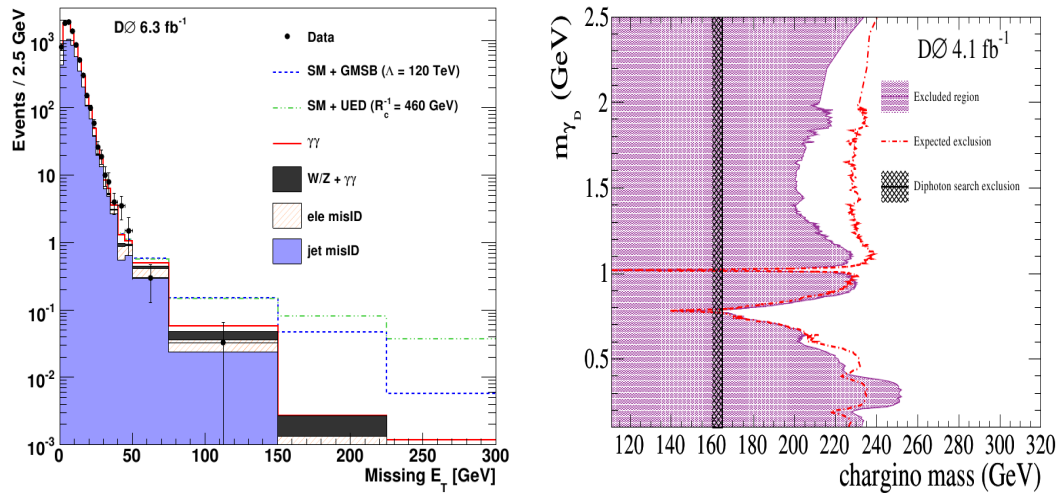 DØ 6.3 fb⁻¹
Data
SM + GMSB (Λ = 120 TeV)
SM + UED (R_c⁻¹ = 460 GeV)
γγ
W/Z + γγ
ele misID
jet misID
Events / 2.5 GeV
10³
10²
10
1
10⁻¹
10⁻²
10⁻³
0 50 100 150 200 250 300
Missing E_T [GeV]
DØ 4.1 fb⁻¹
Excluded region
Expected exclusion
Diphoton search exclusion
m_γ_D (GeV)
2.5
2
1.5
1
0.5
120 140 160 180 200 220 240 260 280 300 320
chargino mass (GeV)